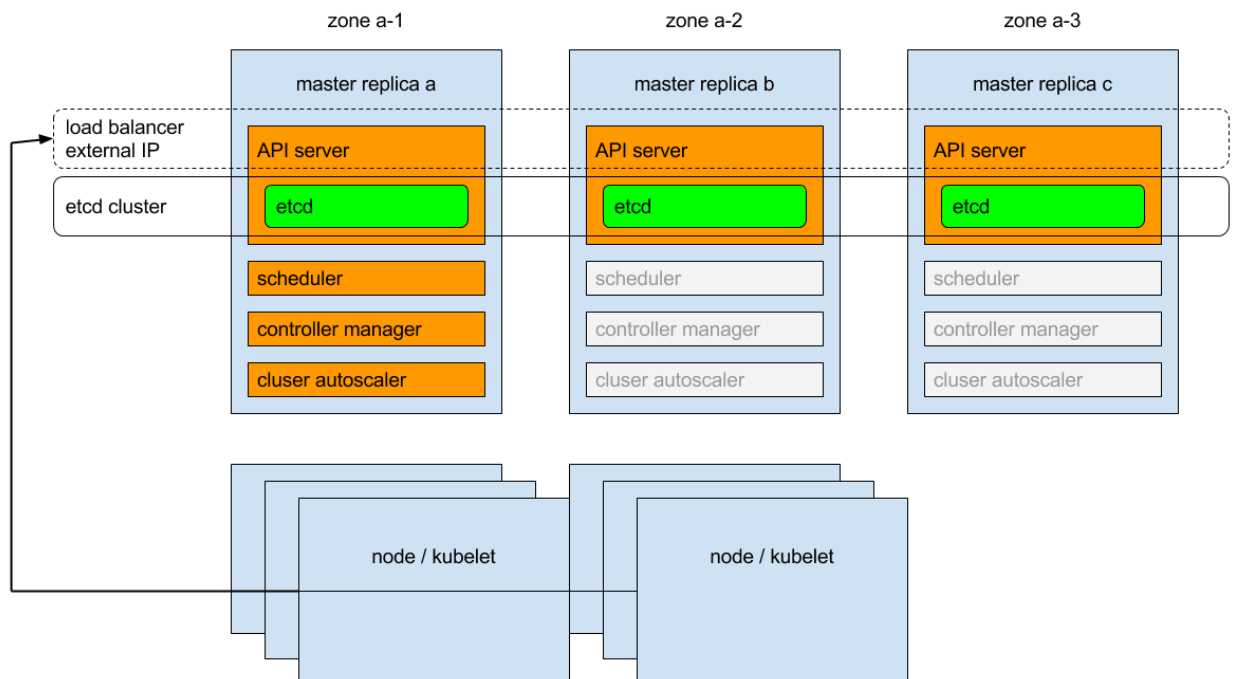 zone a-1
zone a-2
zone a-3
master replica a
master replica b
master replica c
load balancer
external IP
API server
API server
API server
etcd cluster
etcd
etcd
etcd
scheduler
scheduler
scheduler
controller manager
controller manager
controller manager
cluser autoscaler
cluser autoscaler
cluser autoscaler
node / kubelet
node / kubelet